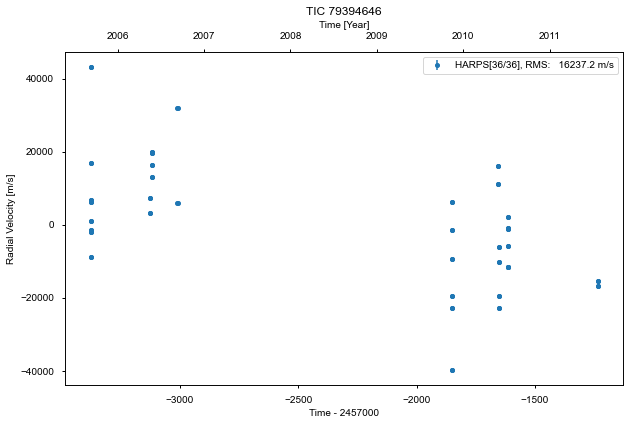 TIC 79394646
Time [Year]
2006 2007 2008 2009 2010 2011
HARPS[36/36], RMS: 16237.2 m/s
40000
20000
0
−20000
−40000
Radial Velocity [m/s]
−3000 −2500 −2000 −1500
Time - 2457000